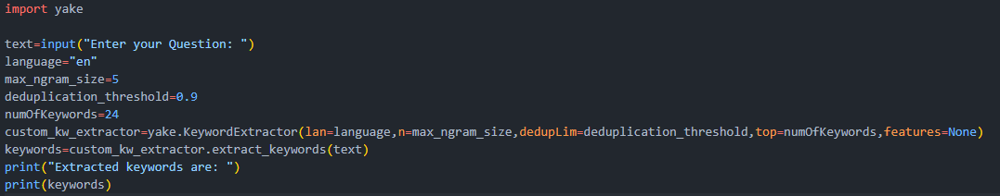 import yake
text=input("Enter your Question: ")
language="en"
max_ngram_size=5
deduplication_threshold=0.9
numOfKeywords=24
custom_kw_extractor=yake.KeywordExtractor(lan=language,n=max_ngram_size,dedupLim=deduplication_threshold,top=numOfKeywords,features=None)
keywords=custom_kw_extractor.extract_keywords(text)
print("Extracted keywords are: ")
print(keywords)